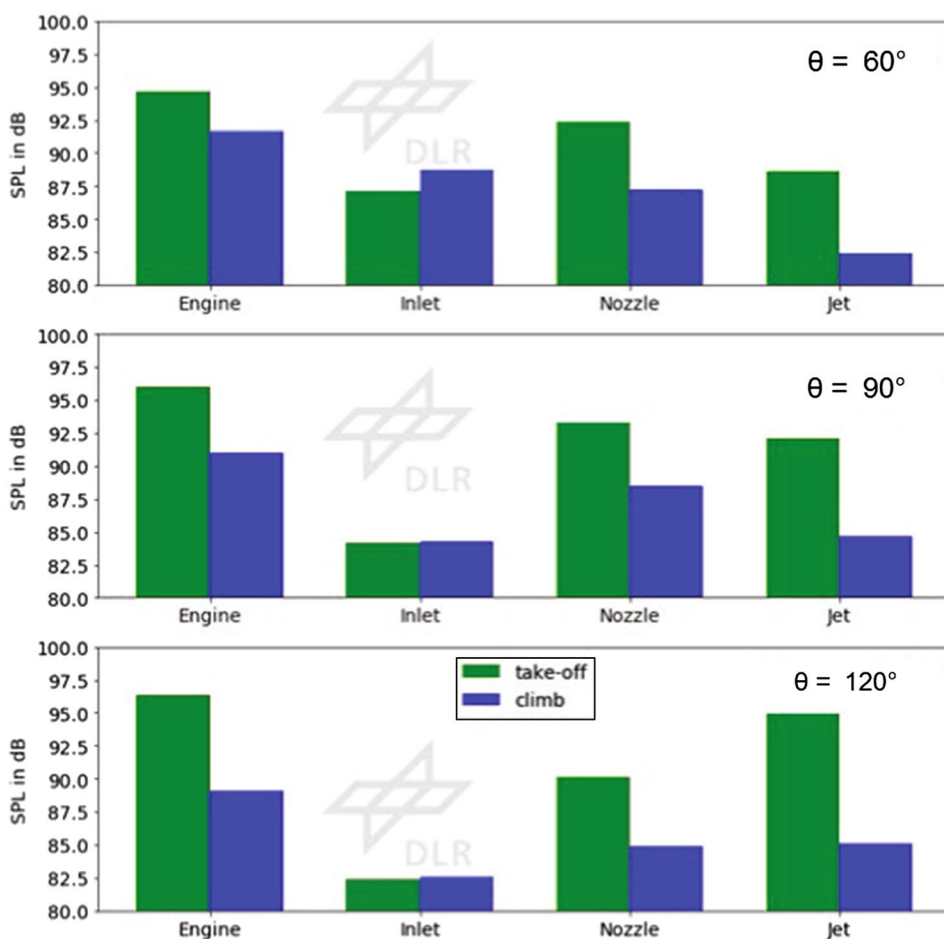 100.0
97.5
95.0
92.5
90.0
87.5
85.0
82.5
80.0
SPL in dB
θ = 60°
DLR
Engine Inlet Nozzle Jet
100.0
97.5
95.0
92.5
90.0
87.5
85.0
82.5
80.0
SPL in dB
θ = 90°
DLR
Engine Inlet Nozzle Jet
100.0
97.5
95.0
92.5
90.0
87.5
85.0
82.5
80.0
SPL in dB
take-off
climb
θ = 120°
DLR
Engine Inlet Nozzle Jet